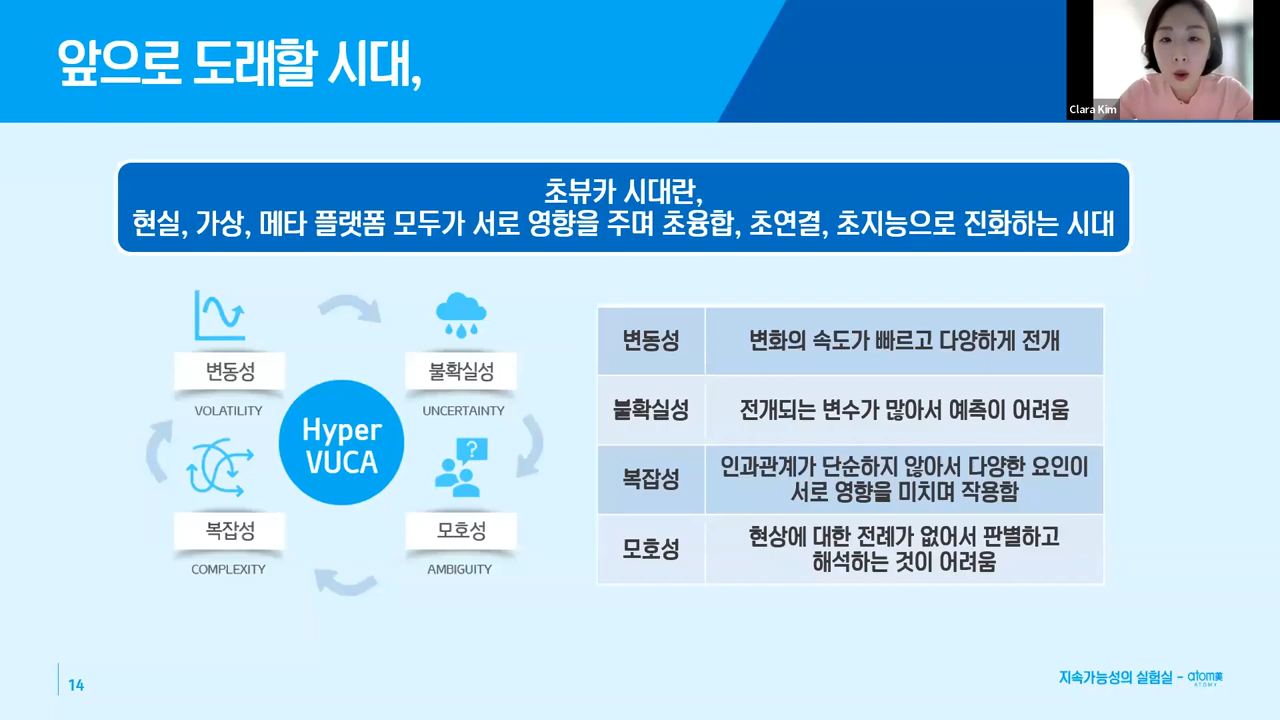 앞으로 도래할 시대,
Clara Kim
초뷰카 시대란,
현실, 가상, 메타 플랫폼 모두가 서로 영향을 주며 초융합, 초연결, 초지능으로 진화하는 시대
변동성
VOLATILITY
불확실성
UNCERTAINTY
Hyper
VUCA
?
복잡성
COMPLEXITY
모호성
AMBIGUITY
변동성
변화의 속도가 빠르고 다양하게 전개
불확실성
전개되는 변수가 많아서 예측이 어려움
복잡성
인과관계가 단순하지 않아서 다양한 요인이
서로 영향을 미치며 작용함
모호성
현상에 대한 전례가 없어서 판별하고
해석하는 것이 어려움
14
지속가능성의 실험실 - atom美
ATOMY